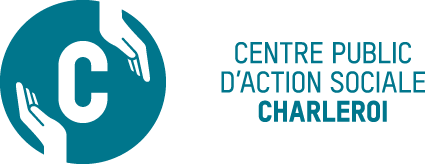 C
CENTRE PUBLIC
D'ACTION SOCIALE
CHARLEROI